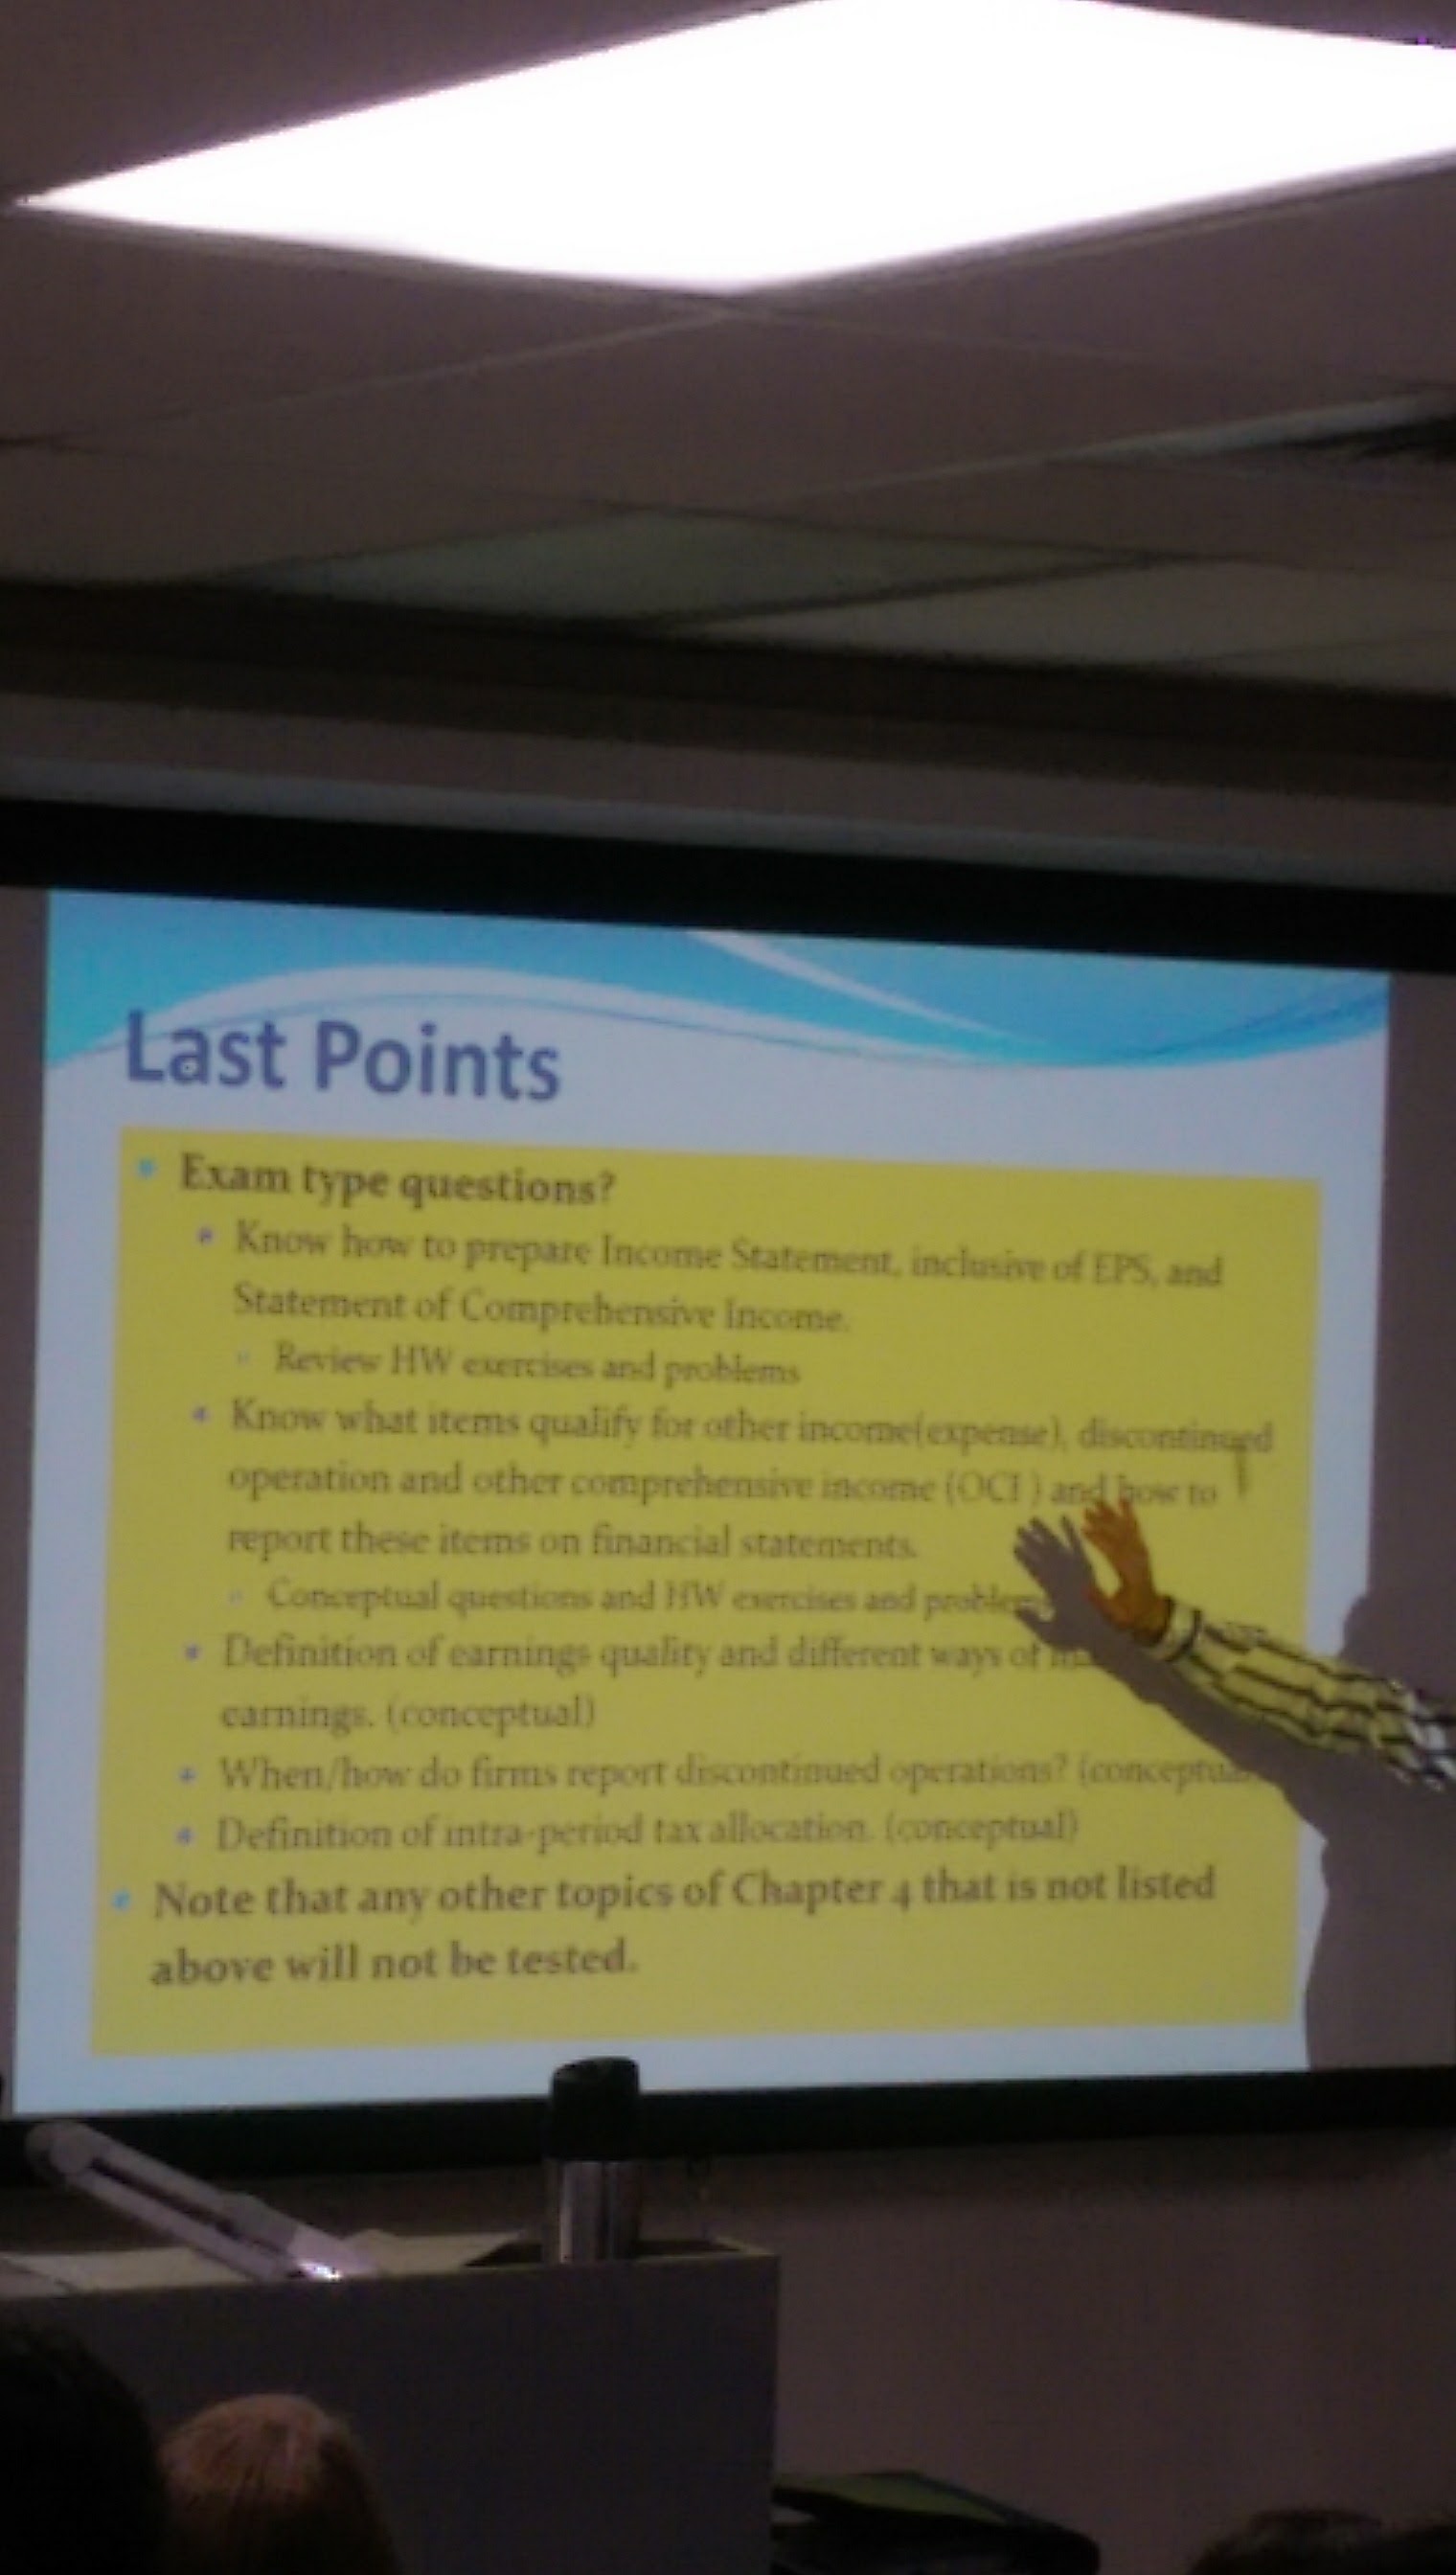 Last Points
Exam type questions?
Know how to prepare Income Statement, inclusive of EPS, and
Statement of Comprehensive Income.
Review HW exercises and problems
Know what items qualify for other income(expense), discontinued
operation and other comprehensive income (OCI ) and how to
report these items on financial statements.
Conceptual questions and HW exercises and problems
Definition of earnings quality and different ways of
earnings. (conceptual)
When/how do firms report discontinued operations?
Definition of intra-period tax allocation. (conceptual)
Note that any other topics of Chapter 4 that is not listed
above will not be tested.